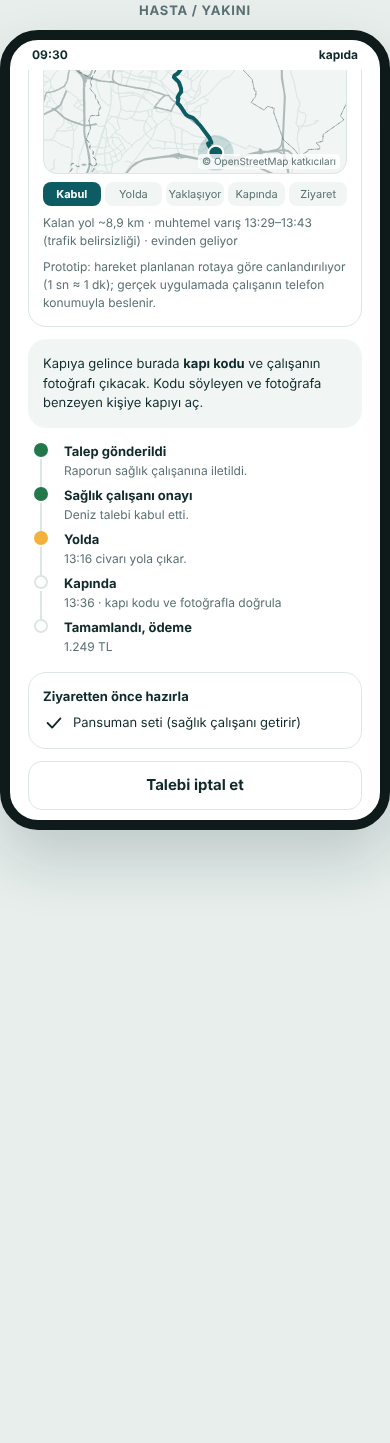 HASTA / YAKINI
09:30
kapıda
© OpenStreetMap katkıcıları
Kabul
Yolda
Yaklaşıyor
Kapında
Ziyaret
Kalan yol ~8,9 km · muhtemel varış 13:29–13:43
(trafik belirsizliği) · evinden geliyor
Prototip: hareket planlanan rotaya göre canlandırılıyor
(1 sn ≈ 1 dk); gerçek uygulamada çalışanın telefon
konumuyla beslenir.
Kapıya gelince burada kapı kodu ve çalışanın
fotoğrafı çıkacak. Kodu söyleyen ve fotoğrafa
benzeyen kişiye kapıyı aç.
Talep gönderildi
Raporun sağlık çalışanına iletildi.
Sağlık çalışanı onayı
Deniz talebi kabul etti.
Yolda
13:16 civarı yola çıkar.
Kapında
13:36 · kapı kodu ve fotoğrafla doğrula
Tamamlandı, ödeme
1.249 TL
Ziyaretten önce hazırla
Pansuman seti (sağlık çalışanı getirir)
Talebi iptal et